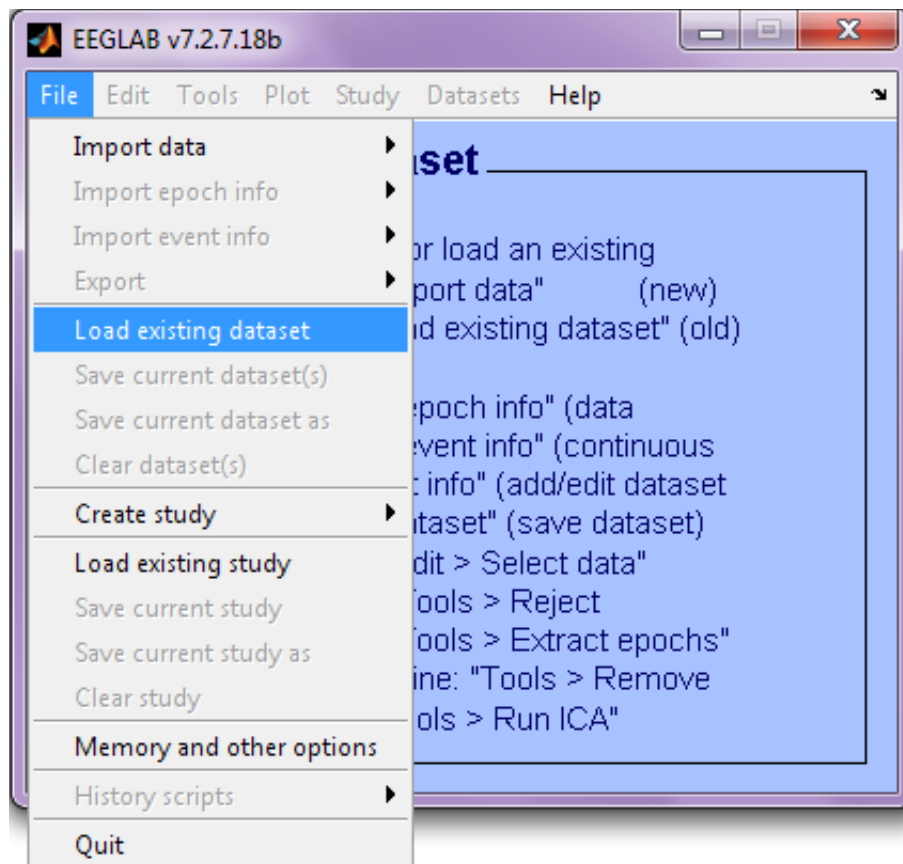 EEGLAB v7.2.7.18b
File Edit Tools Plot Study Datasets Help
Import data
Import epoch info
Import event info
Export
Load existing dataset
Save current dataset(s)
Save current dataset as
Clear dataset(s)
Create study
Load existing study
Save current study
Save current study as
Clear study
Memory and other options
History scripts
Quit
set
or load an existing
port data" (new)
d existing dataset" (old)
epoch info" (data
event info" (continuous
t info" (add/edit dataset
taset" (save dataset)
dit > Select data"
ools > Reject
ools > Extract epochs"
ine: "Tools > Remove
ols > Run ICA"